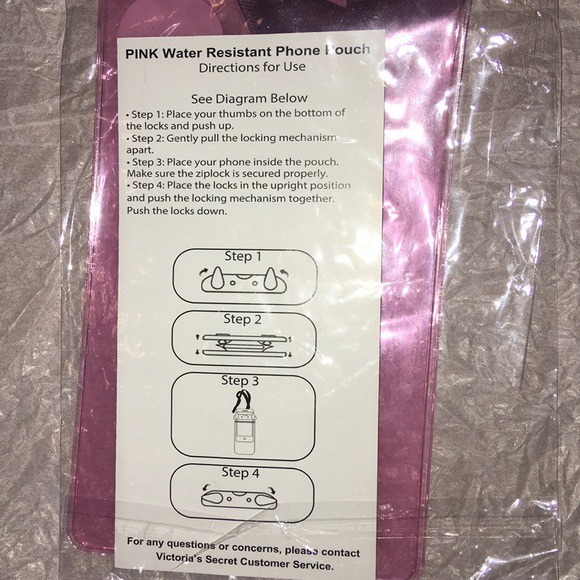 PINK Water Resistant Phone Pouch
Directions for Use
See Diagram Below
• Step 1: Place your thumbs on the bottom of
the locks and push up.
• Step 2: Gently pull the locking mechanism
apart.
• Step 3: Place your phone inside the pouch.
Make sure the ziplock is secured properly.
• Step 4: Place the locks in the upright position
and push the locking mechanism together.
Push the locks down.
Step 1
Step 2
Step 3
Step 4
For any questions or concerns, please contact
Victoria's Secret Customer Service.